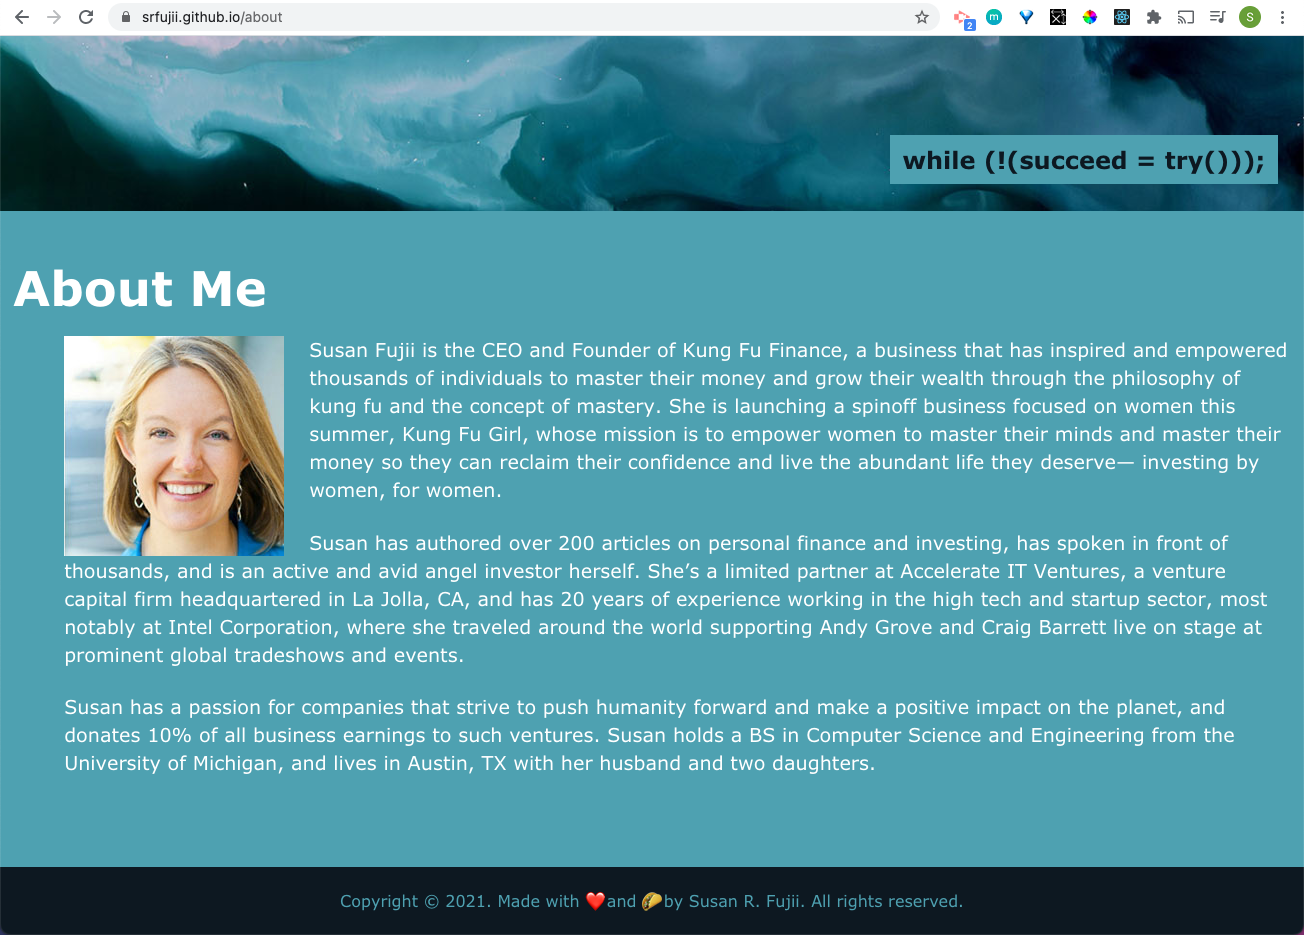 srfujii.github.io/about
m
2
S
while (!(succeed = try()));
About Me
Susan Fujii is the CEO and Founder of Kung Fu Finance, a business that has inspired and empowered
thousands of individuals to master their money and grow their wealth through the philosophy of
kung fu and the concept of mastery. She is launching a spinoff business focused on women this
summer, Kung Fu Girl, whose mission is to empower women to master their minds and master their
money so they can reclaim their confidence and live the abundant life they deserve— investing by
women, for women.
Susan has authored over 200 articles on personal finance and investing, has spoken in front of
thousands, and is an active and avid angel investor herself. She’s a limited partner at Accelerate IT Ventures, a venture
capital firm headquartered in La Jolla, CA, and has 20 years of experience working in the high tech and startup sector, most
notably at Intel Corporation, where she traveled around the world supporting Andy Grove and Craig Barrett live on stage at
prominent global tradeshows and events.
Susan has a passion for companies that strive to push humanity forward and make a positive impact on the planet, and
donates 10% of all business earnings to such ventures. Susan holds a BS in Computer Science and Engineering from the
University of Michigan, and lives in Austin, TX with her husband and two daughters.
Copyright © 2021. Made with ❤️and 🌮by Susan R. Fujii. All rights reserved.